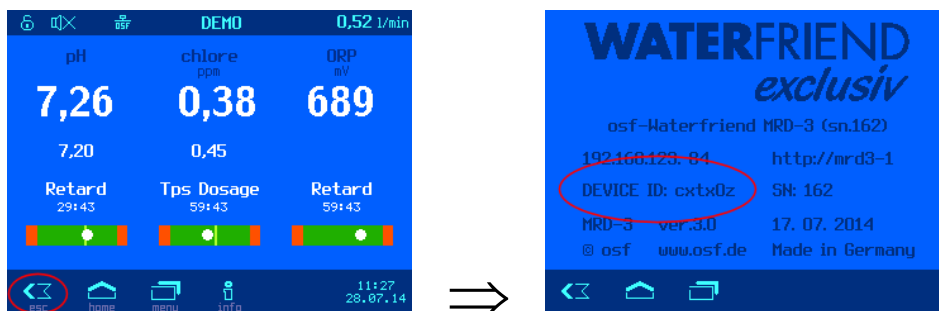 OSF DEMO 0,52 l/min
pH chlore ORP
ppm mV
7,26 0,38 689
7,20 0,45
Retard Tps Dosage Retard
29:43 59:43 59:43
esc home menu info
11:27
28.07.14
WATERFRIEND
exclusiv
osf-Waterfriend MRD-3 (sn.162)
192.168.123. 84 http://mrd3-1
DEVICE ID: cxtx0z SN: 162
MRD-3 ver.3.0 17. 07. 2014
© osf www.osf.de Made in Germany